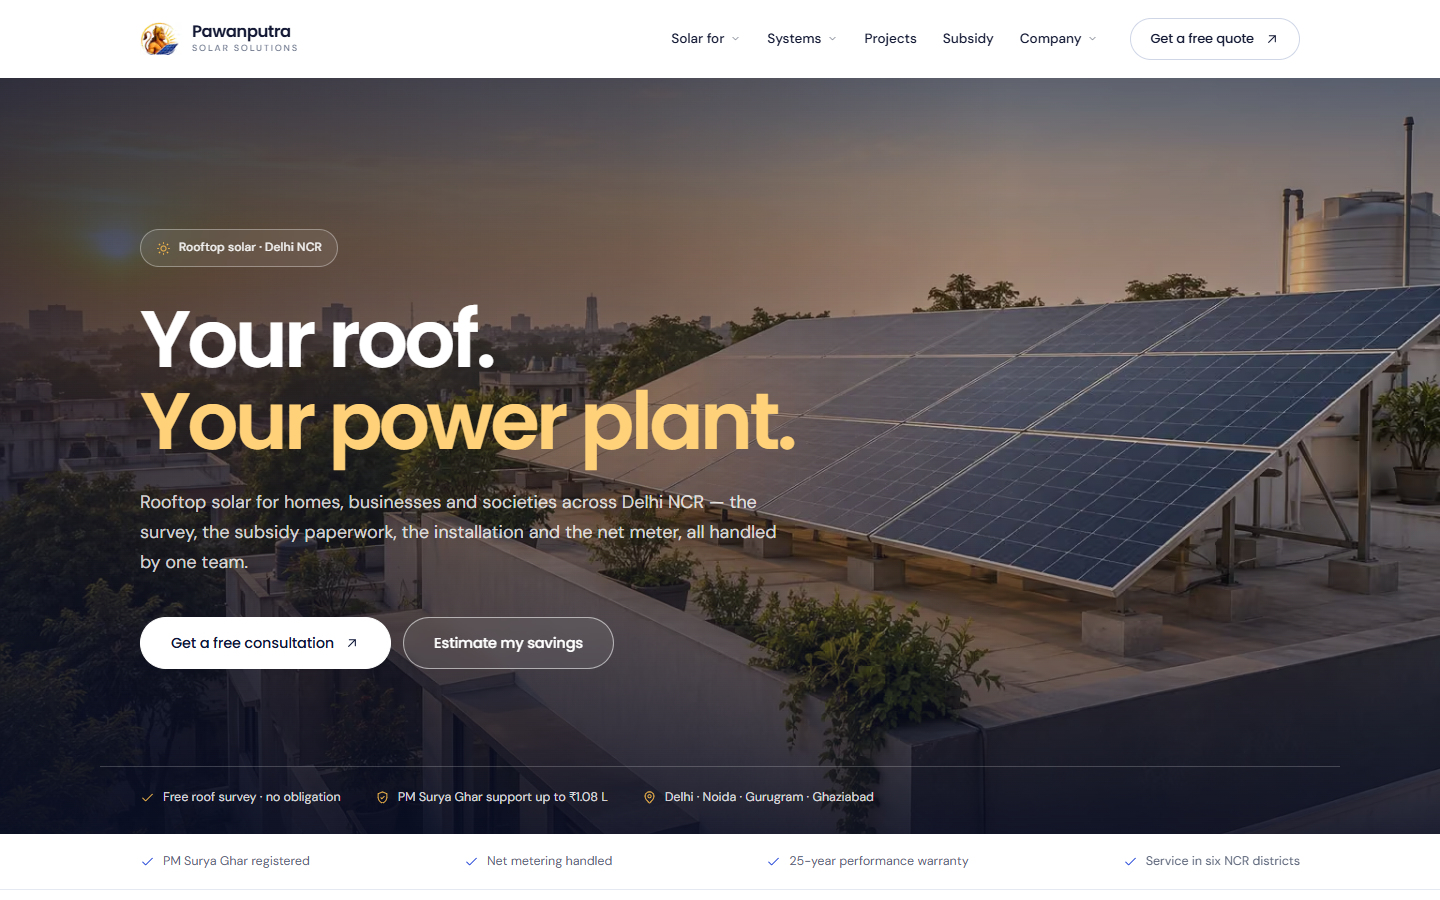 Pawanputra
SOLAR SOLUTIONS
Solar for
Systems
Projects
Subsidy
Company
Get a free quote
Rooftop solar · Delhi NCR
Your roof.
Your power plant.
Rooftop solar for homes, businesses and societies across Delhi NCR — the
survey, the subsidy paperwork, the installation and the net meter, all handled
by one team.
Get a free consultation
Estimate my savings
Free roof survey · no obligation
PM Surya Ghar support up to ₹1.08 L
Delhi · Noida · Gurugram · Ghaziabad
PM Surya Ghar registered
Net metering handled
25-year performance warranty
Service in six NCR districts